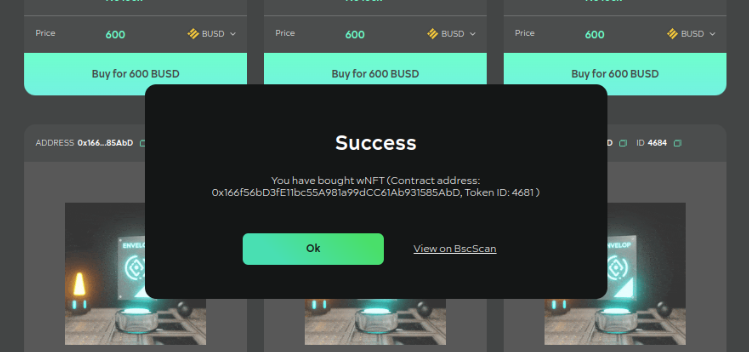 Price 600 BUSD
Price 600 BUSD
Price 600 BUSD
Buy for 600 BUSD
Buy for 600 BUSD
Buy for 600 BUSD
ADDRESS 0x166...85AbD
D ID 4684
Success
You have bought wNFT (Contract address:
0x166f56bD3fE11bc55A981a99dCC61Ab931585AbD, Token ID: 4681 )
Ok
View on BscScan
ENVELOP
ENVELOP